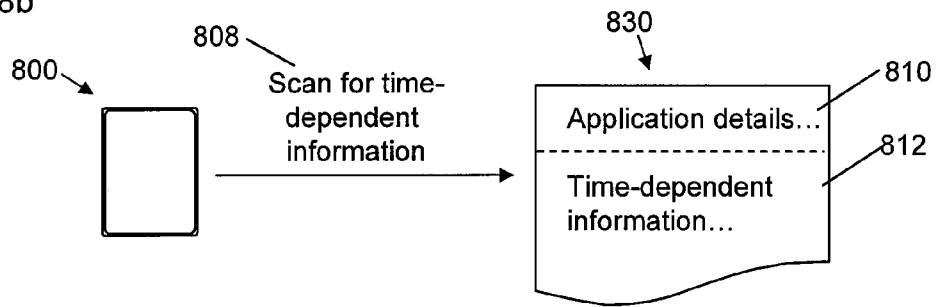 8b
830
808
800
810
Scan for time-
dependent
information
Application details...
812
Time-dependent
information...